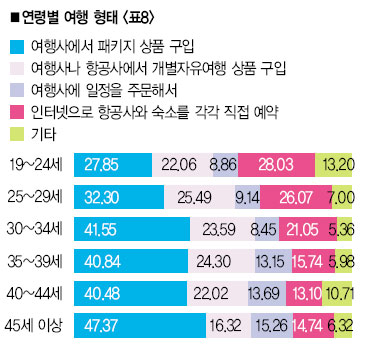 ■연령별 여행 형태 〈표8〉
여행사에서 패키지 상품 구입
여행사나 항공사에서 개별자유여행 상품 구입
여행사에 일정을 주문해서
인터넷으로 항공사와 숙소를 각각 직접 예약
기타
19~24세 27.85 22.06 8.86 28.03 13.20
25~29세 32.30 25.49 9.14 26.07 7.00
30~34세 41.55 23.59 8.45 21.05 5.36
35~39세 40.84 24.30 13.15 15.74 5.98
40~44세 40.48 22.02 13.69 13.10 10.71
45세 이상 47.37 16.32 15.26 14.74 6.32